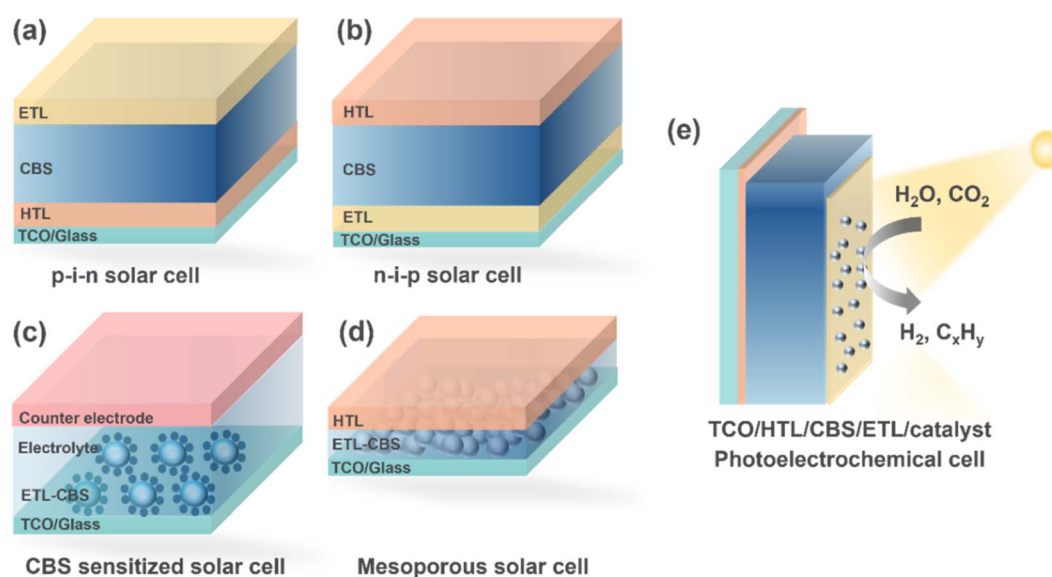 (a)
ETL
CBS
HTL
TCO/Glass
p-i-n solar cell
(b)
HTL
CBS
ETL
TCO/Glass
n-i-p solar cell
(c)
Counter electrode
Electrolyte
ETL-CBS
TCO/Glass
CBS sensitized solar cell
(d)
HTL
ETL-CBS
TCO/Glass
Mesoporous solar cell
(e)
H₂O, CO₂
H₂, CₓHᵧ
TCO/HTL/CBS/ETL/catalyst
Photoelectrochemical cell